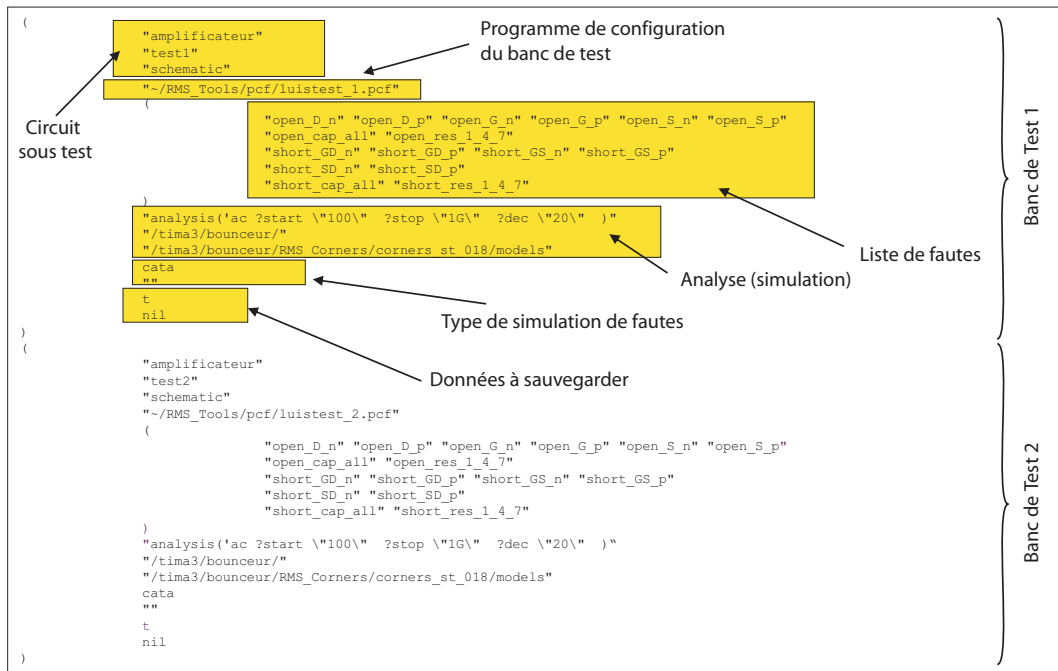 (
"amplificateur"
"test1"
"schematic"
"~/RMS_Tools/pcf/luistest_1.pcf"
(
"open_D_n" "open_D_p" "open_G_n" "open_G_p" "open_S_n" "open_S_p"
"open_cap_all" "open_res_1_4_7"
"short_GD_n" "short_GD_p" "short_GS_n" "short_GS_p"
"short_SD_n" "short_SD_p"
"short_cap_all" "short_res_1_4_7"
)
"analysis('ac ?start \"100\"  ?stop \"1G\"  ?dec \"20\"  )"
"/tima3/bounceur/"
"/tima3/bounceur/RMS_Corners/corners_st_018/models"
cata
""
t
nil
)
Programme de configuration
du banc de test
Circuit
sous test
Liste de fautes
Analyse (simulation)
Type de simulation de fautes
Données à sauvegarder
Banc de Test 1
(
"amplificateur"
"test2"
"schematic"
"~/RMS_Tools/pcf/luistest_2.pcf"
(
"open_D_n" "open_D_p" "open_G_n" "open_G_p" "open_S_n" "open_S_p"
"open_cap_all" "open_res_1_4_7"
"short_GD_n" "short_GD_p" "short_GS_n" "short_GS_p"
"short_SD_n" "short_SD_p"
"short_cap_all" "short_res_1_4_7"
)
"analysis('ac ?start \"100\"  ?stop \"1G\"  ?dec \"20\"  )“
"/tima3/bounceur/"
"/tima3/bounceur/RMS_Corners/corners_st_018/models"
cata
""
t
nil
)
Banc de Test 2